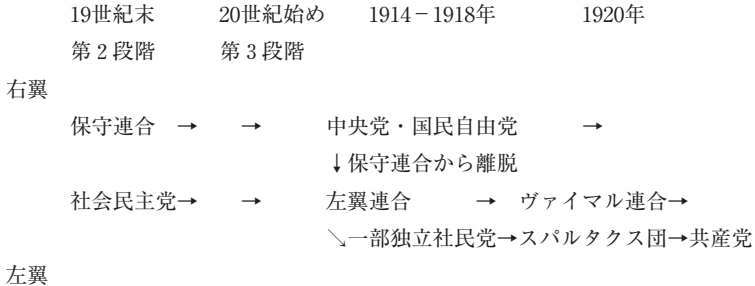 19世紀末 20世紀始め 1914−1918年 1920年
第2段階 第3段階
右翼
保守連合 → → 中央党・国民自由党 →
↓保守連合から離脱
社会民主党→ → 左翼連合 → ヴァイマル連合→
＼一部独立社民党→スパルタクス団→共産党
左翼